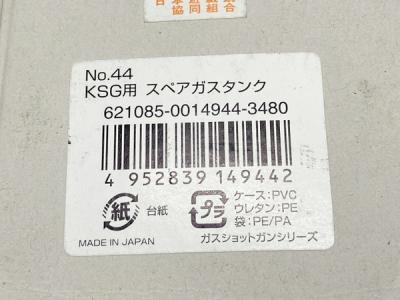 日本協同組合
No.44
KSG用 スペアガスタンク
621085-0014944-3480
4 952839 149442
紙 台紙
プラ
ケース:PVC
ウレタン:PE
袋:PE/PA
MADE IN JAPAN
ガスショットガンシリーズ